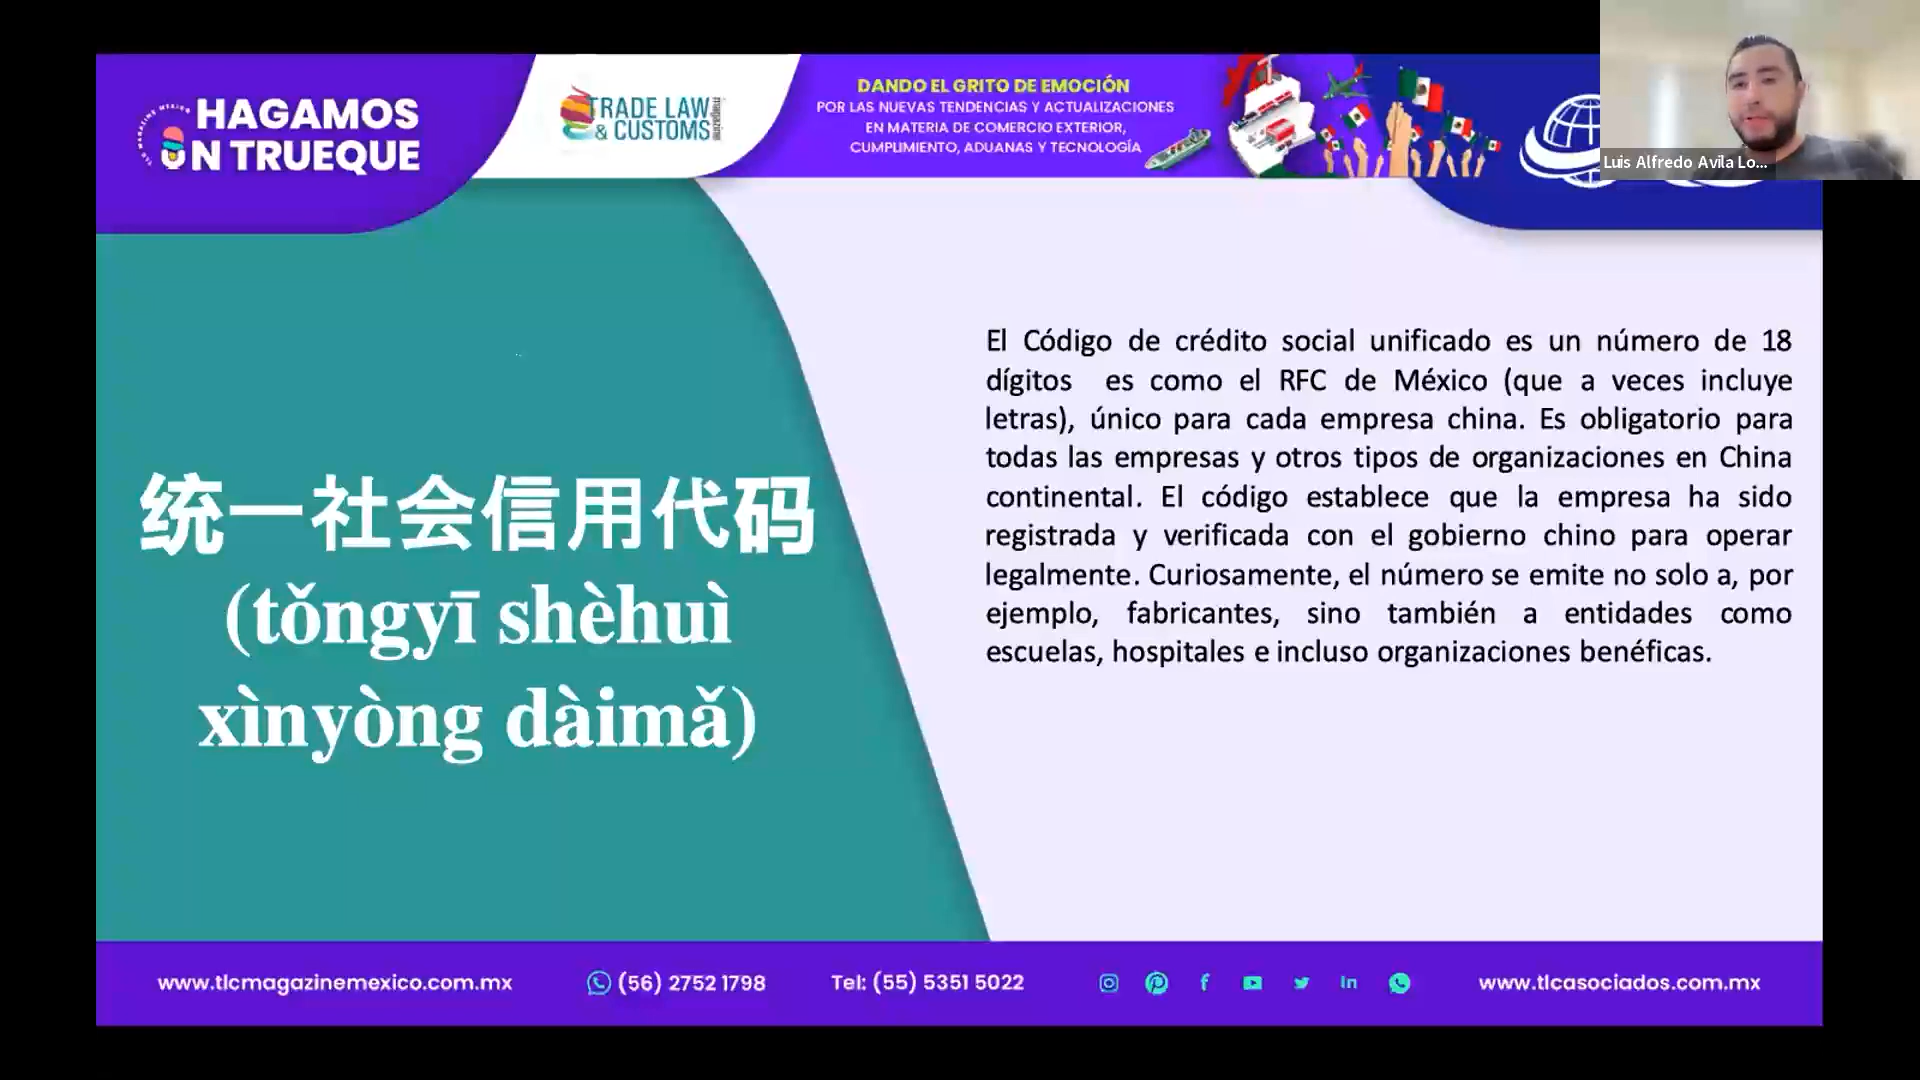 HAGAMOS
UN TRUEQUE
TRADE LAW
& CUSTOMS
magazine
DANDO EL GRITO DE EMOCIÓN
POR LAS NUEVAS TENDENCIAS Y ACTUALIZACIONES
EN MATERIA DE COMERCIO EXTERIOR,
CUMPLIMIENTO, ADUANAS Y TECNOLOGÍA
Luis Alfredo Avila Lo...
统一社会信用代码
(tǒngyī shèhuì
xìnyòng dàimǎ)
El Código de crédito social unificado es un número de 18
dígitos es como el RFC de México (que a veces incluye
letras), único para cada empresa china. Es obligatorio para
todas las empresas y otros tipos de organizaciones en China
continental. El código establece que la empresa ha sido
registrada y verificada con el gobierno chino para operar
legalmente. Curiosamente, el número se emite no solo a, por
ejemplo, fabricantes, sino también a entidades como
escuelas, hospitales e incluso organizaciones benéficas.
www.tlcmagazinemexico.com.mx
(56) 2752 1798
Tel: (55) 5351 5022
www.tlcasociados.com.mx